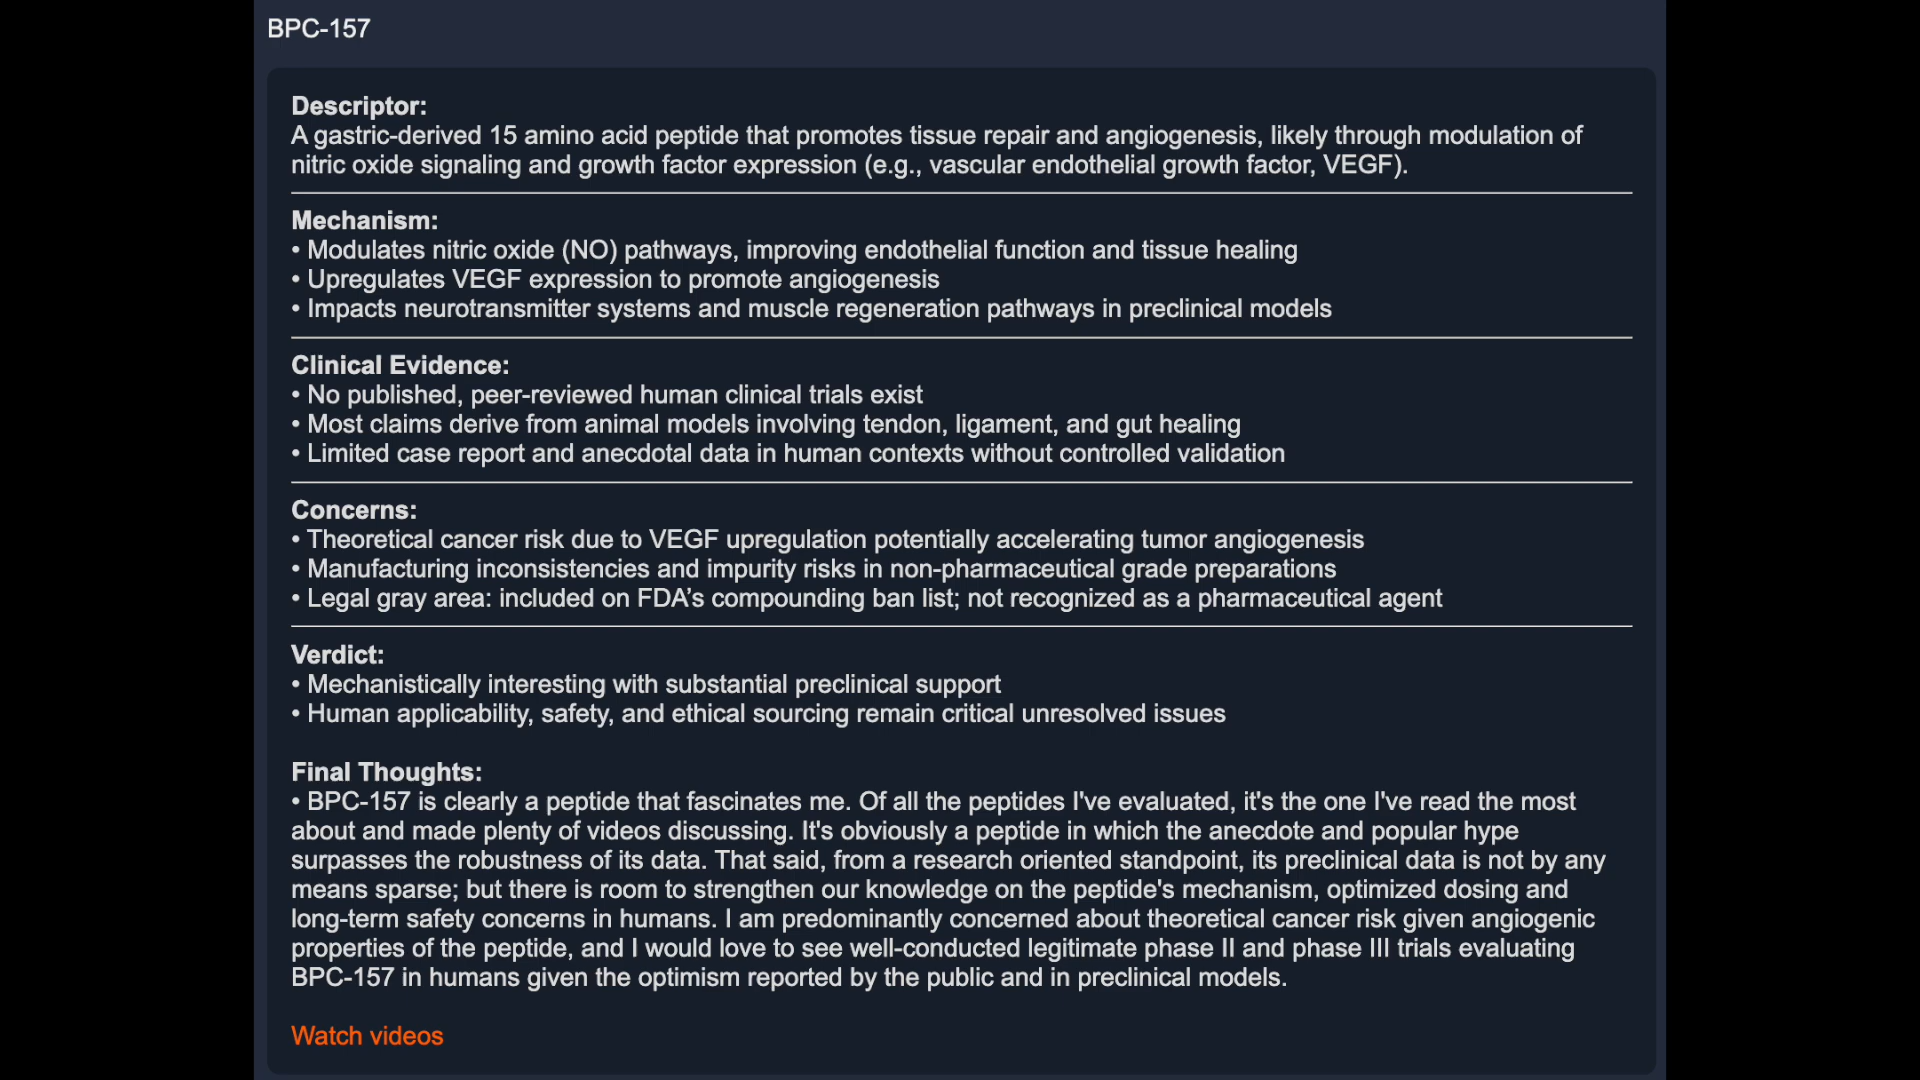 BPC-157
Descriptor:
A gastric-derived 15 amino acid peptide that promotes tissue repair and angiogenesis, likely through modulation of
nitric oxide signaling and growth factor expression (e.g., vascular endothelial growth factor, VEGF).
Mechanism:
• Modulates nitric oxide (NO) pathways, improving endothelial function and tissue healing
• Upregulates VEGF expression to promote angiogenesis
• Impacts neurotransmitter systems and muscle regeneration pathways in preclinical models
Clinical Evidence:
• No published, peer-reviewed human clinical trials exist
• Most claims derive from animal models involving tendon, ligament, and gut healing
• Limited case report and anecdotal data in human contexts without controlled validation
Concerns:
• Theoretical cancer risk due to VEGF upregulation potentially accelerating tumor angiogenesis
• Manufacturing inconsistencies and impurity risks in non-pharmaceutical grade preparations
• Legal gray area: included on FDA’s compounding ban list; not recognized as a pharmaceutical agent
Verdict:
• Mechanistically interesting with substantial preclinical support
• Human applicability, safety, and ethical sourcing remain critical unresolved issues
Final Thoughts:
• BPC-157 is clearly a peptide that fascinates me. Of all the peptides I've evaluated, it's the one I've read the most
about and made plenty of videos discussing. It's obviously a peptide in which the anecdote and popular hype
surpasses the robustness of its data. That said, from a research oriented standpoint, its preclinical data is not by any
means sparse; but there is room to strengthen our knowledge on the peptide's mechanism, optimized dosing and
long-term safety concerns in humans. I am predominantly concerned about theoretical cancer risk given angiogenic
properties of the peptide, and I would love to see well-conducted legitimate phase II and phase III trials evaluating
BPC-157 in humans given the optimism reported by the public and in preclinical models.
Watch videos